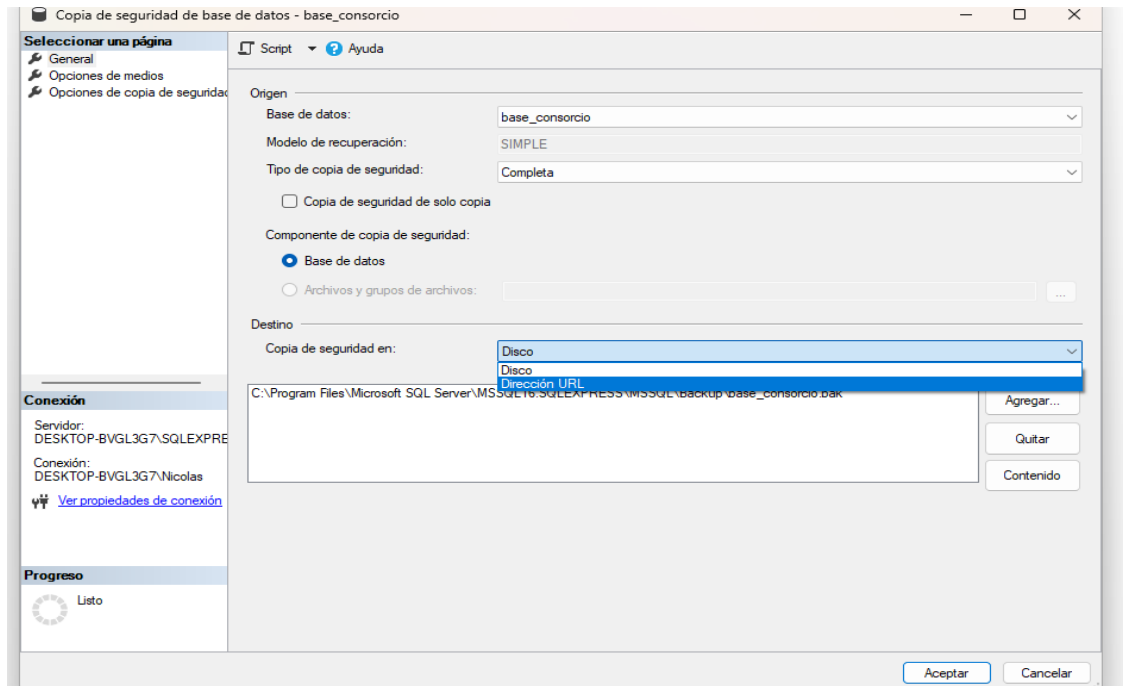 Copia de seguridad de base de datos - base_consorcio
Seleccionar una página
General
Opciones de medios
Opciones de copia de seguridad
Script
Ayuda
Origen
Base de datos:
base_consorcio
Modelo de recuperación:
SIMPLE
Tipo de copia de seguridad:
Completa
Copia de seguridad de solo copia
Componente de copia de seguridad:
Base de datos
Archivos y grupos de archivos:
...
Destino
Copia de seguridad en:
Disco
Disco
Dirección URL
C:\Program Files\Microsoft SQL Server\MSSQL16.SQLEXPRESS\MSSQL\Backup\base_consorcio.bak
Agregar...
Quitar
Contenido
Conexión
Servidor:
DESKTOP-BVGL3G7\SQLEXPRE
Conexión:
DESKTOP-BVGL3G7\Nicolas
Ver propiedades de conexión
Progreso
Listo
Aceptar
Cancelar